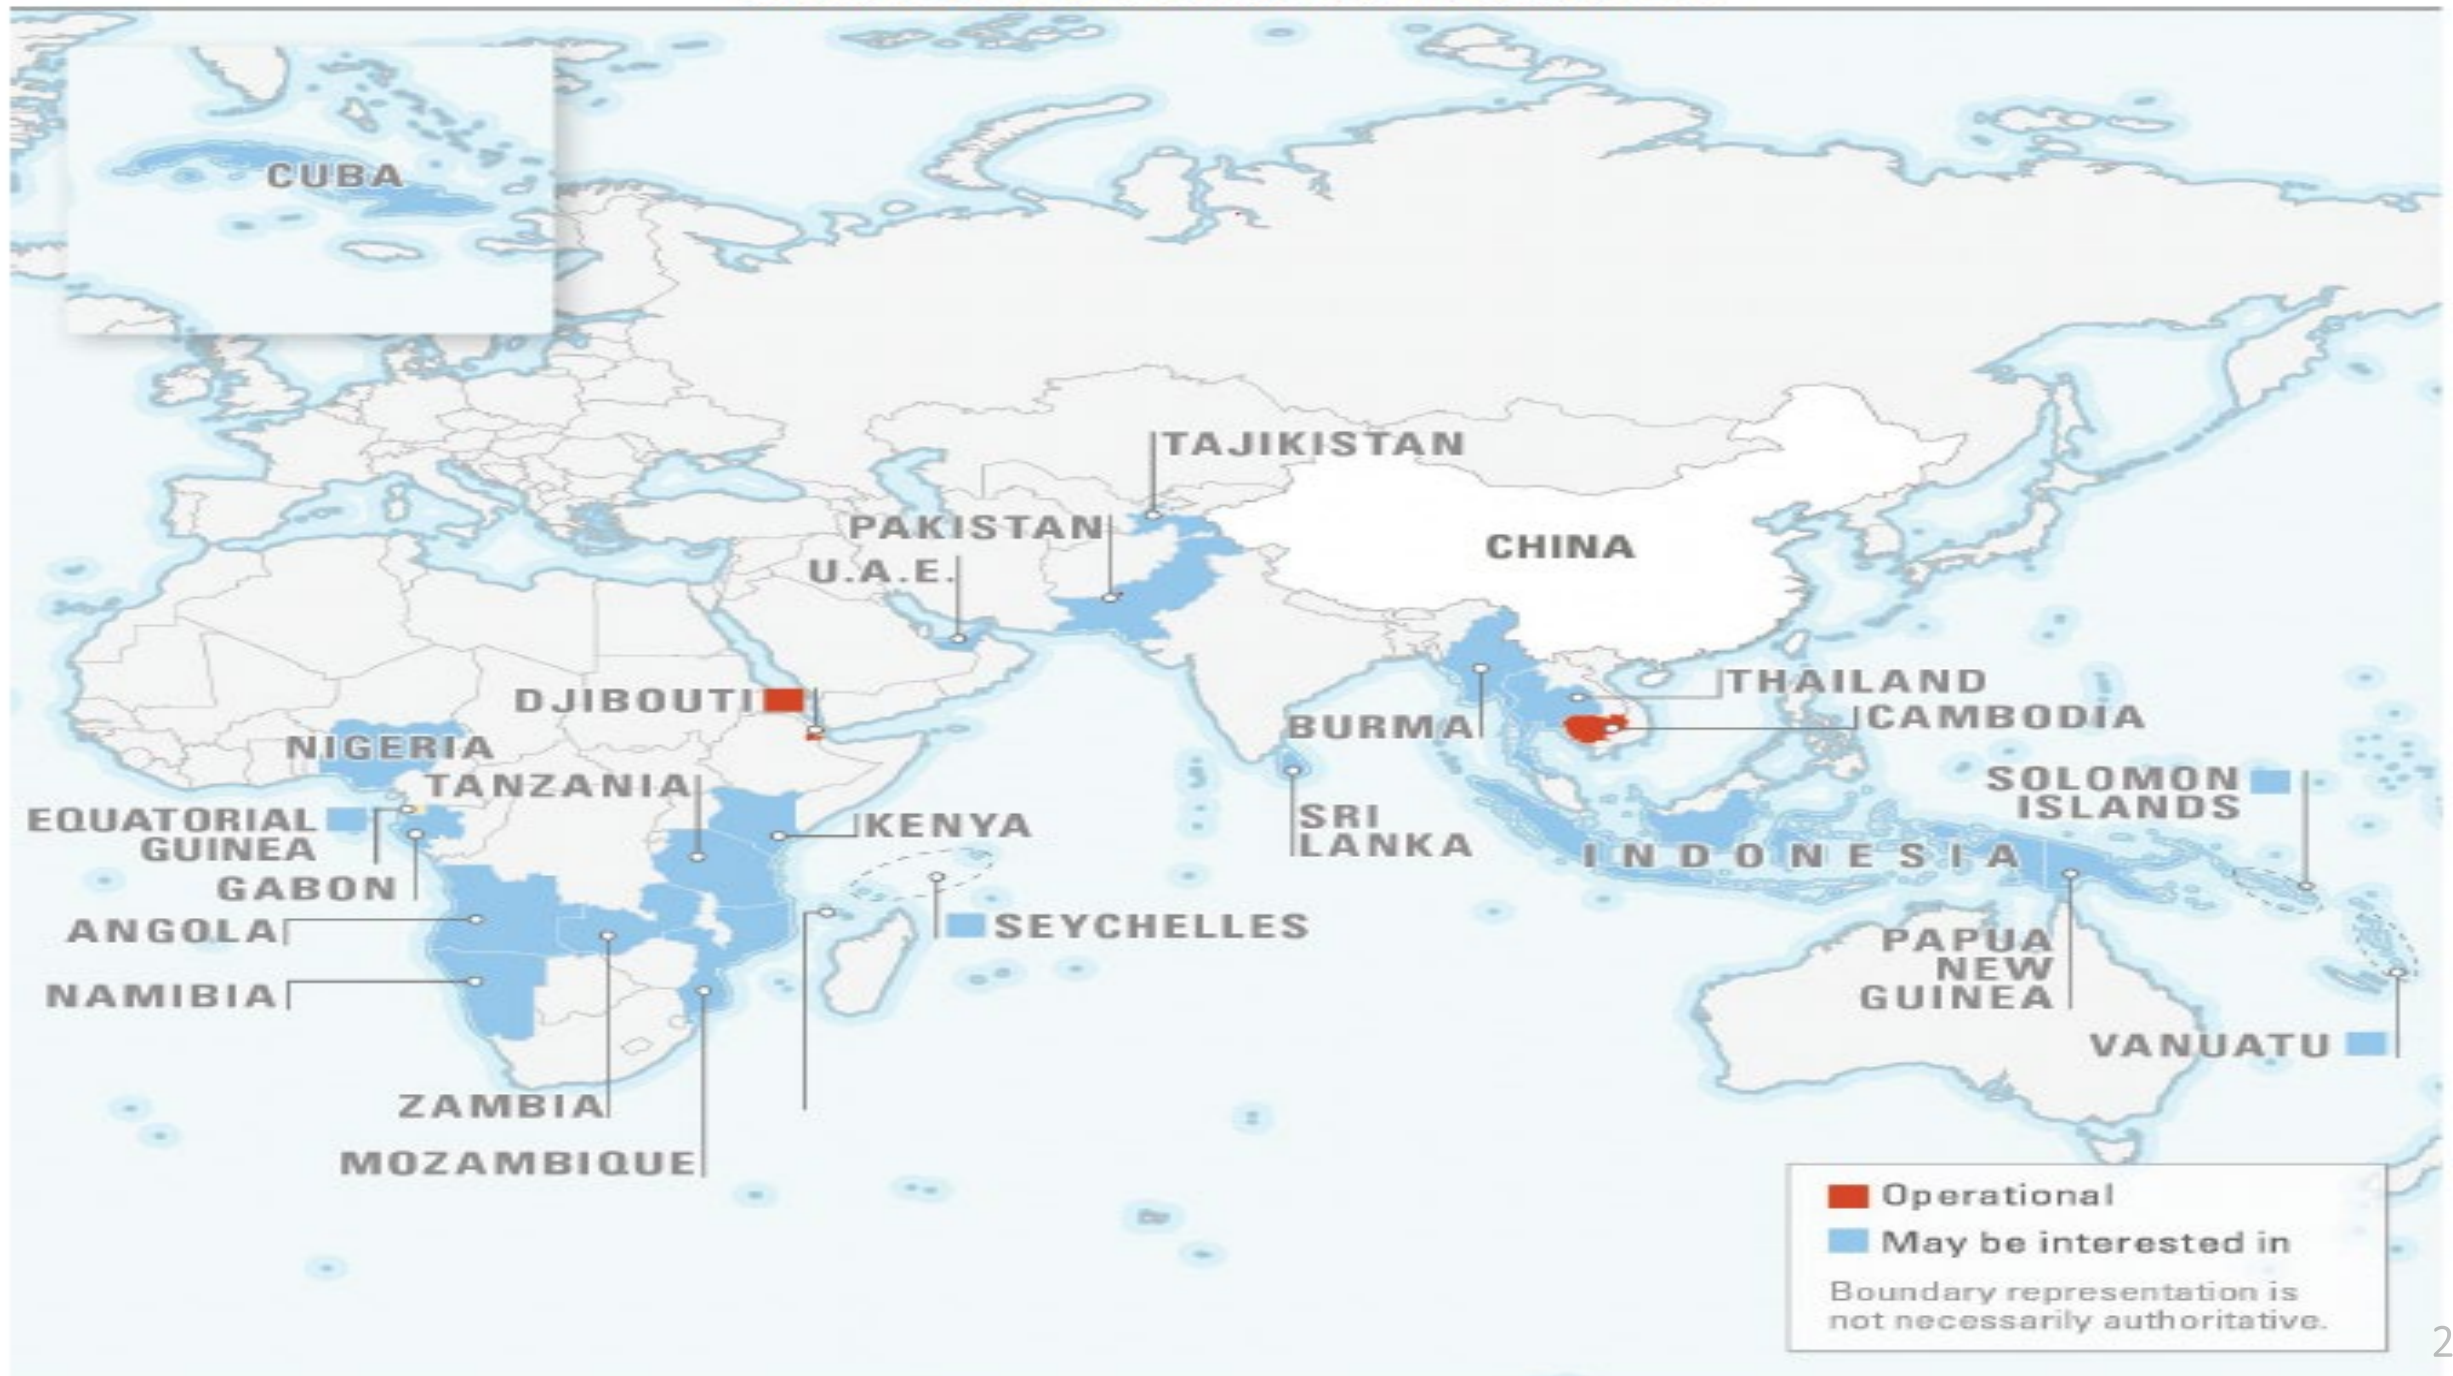 CUBA
TAJIKISTAN
PAKISTAN
U.A.E.
CHINA
DJIBOUTI
THAILAND
CAMBODIA
BURMA
NIGERIA
TANZANIA
SOLOMON
ISLANDS
EQUATORIAL
GUINEA
KENYA
SRI
LANKA
INDONESIA
GABON
ANGOLA
SEYCHELLES
PAPUA
NEW
GUINEA
NAMIBIA
VANUATU
ZAMBIA
MOZAMBIQUE
Operational
May be interested in
Boundary representation is
not necessarily authoritative.
2